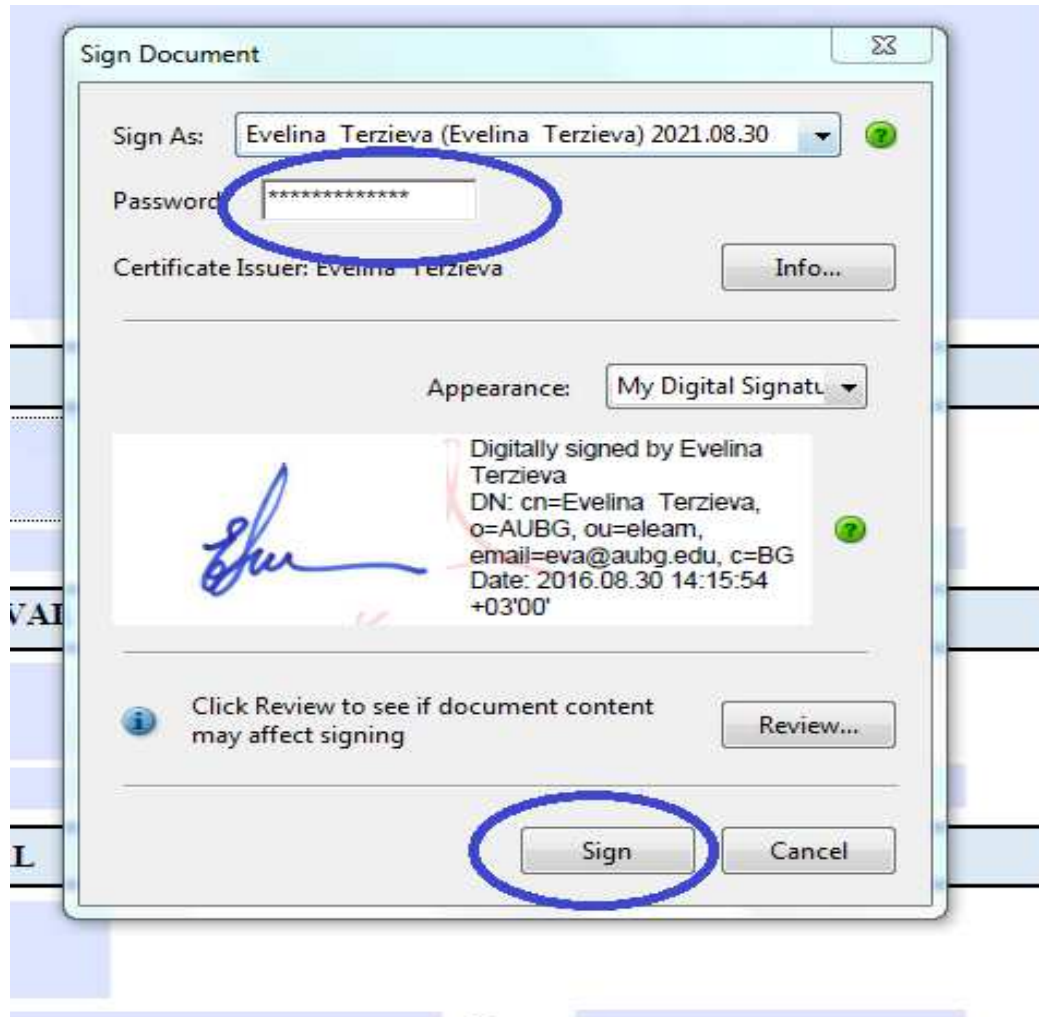 Sign Document
Sign As: Evelina Terzieva (Evelina Terzieva) 2021.08.30
Password *************
Certificate Issuer: Evelina Terzieva
Info...
Appearance: My Digital Signatu
Digitally signed by Evelina
Terzieva
DN: cn=Evelina Terzieva,
o=AUBG, ou=elearn,
email=eva@aubg.edu, c=BG
Date: 2016.08.30 14:15:54
+03'00'
VAL
Click Review to see if document content
may affect signing
Review...
L
Sign
Cancel